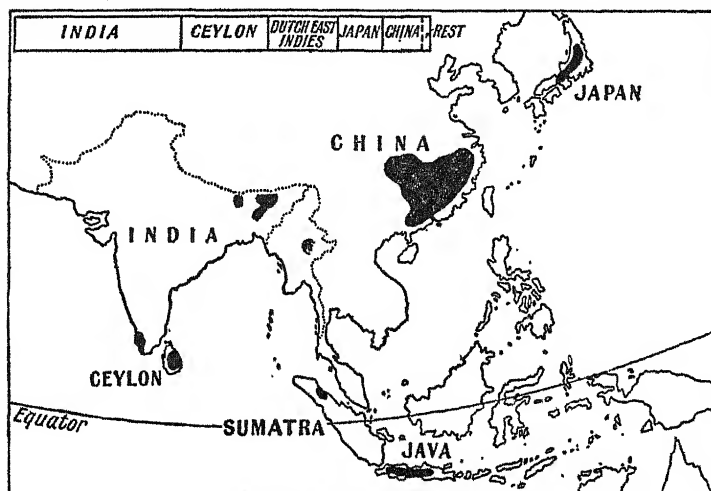 INDIA CEYLON DUTCH EAST INDIES JAPAN CHINA REST
JAPAN
CHINA
INDIA
CEYLON
Equator
SUMATRA
JAVA